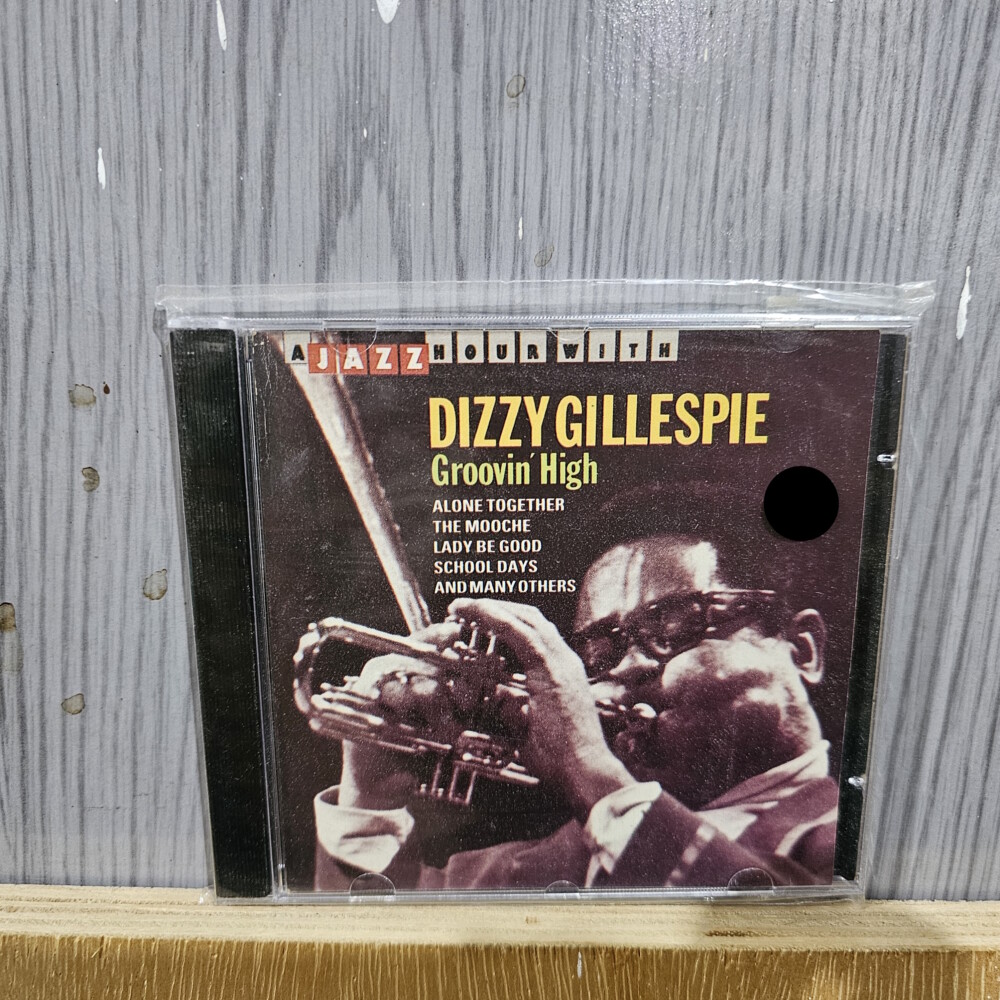 A JAZZ HOUR WITH
DIZZY GILLESPIE
Groovin' High
ALONE TOGETHER
THE MOOCHE
LADY BE GOOD
SCHOOL DAYS
AND MANY OTHERS